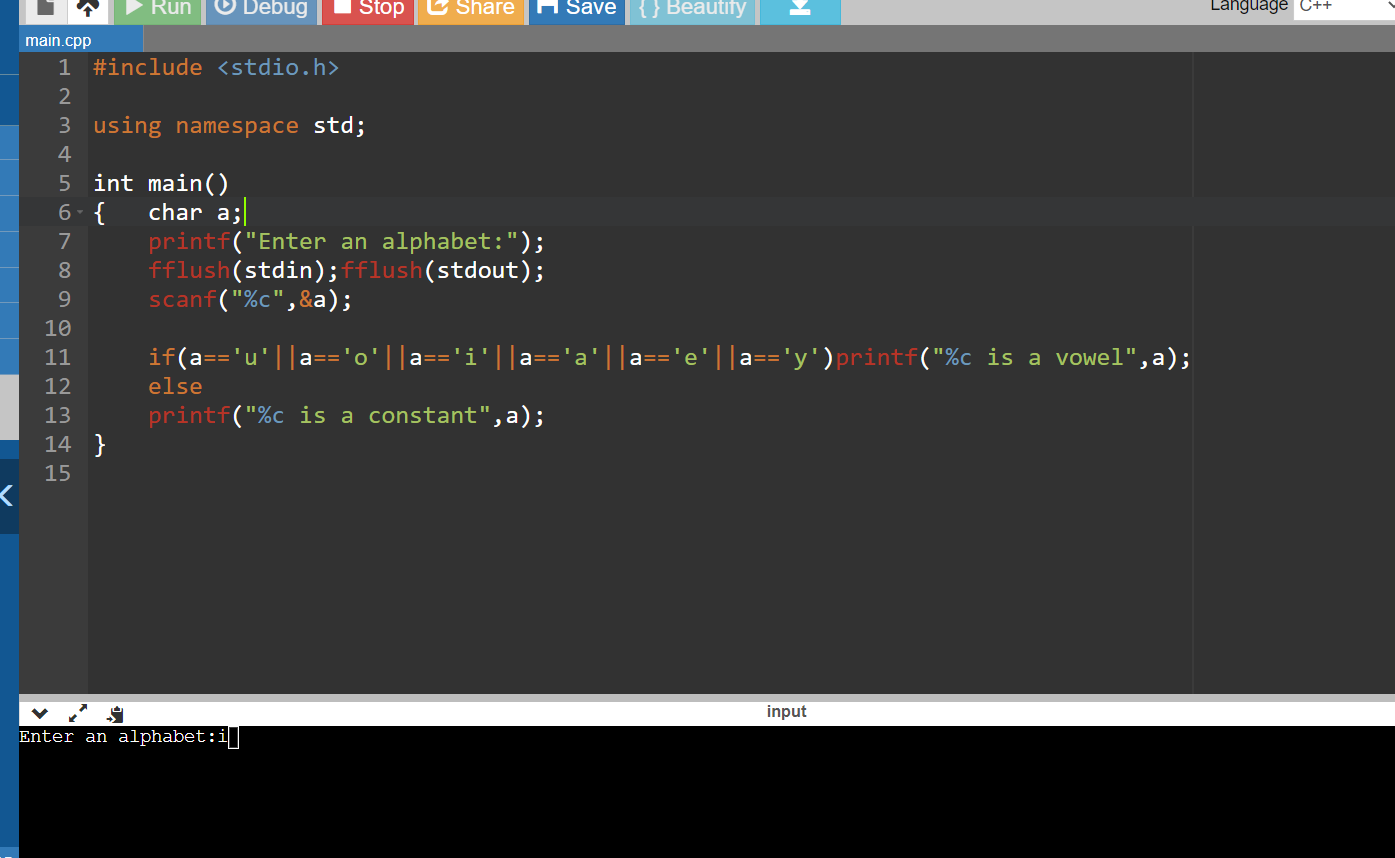 Run Debug Stop Share Save { } Beautify Language C++
main.cpp
1 #include <stdio.h>
2
3 using namespace std;
4
5 int main()
6 {   char a;
7     printf("Enter an alphabet:");
8     fflush(stdin);fflush(stdout);
9     scanf("%c",&a);
10
11     if(a=='u'||a=='o'||a=='i'||a=='a'||a=='e'||a=='y')printf("%c is a vowel",a);
12     else
13     printf("%c is a constant",a);
14 }
15
input
Enter an alphabet:i